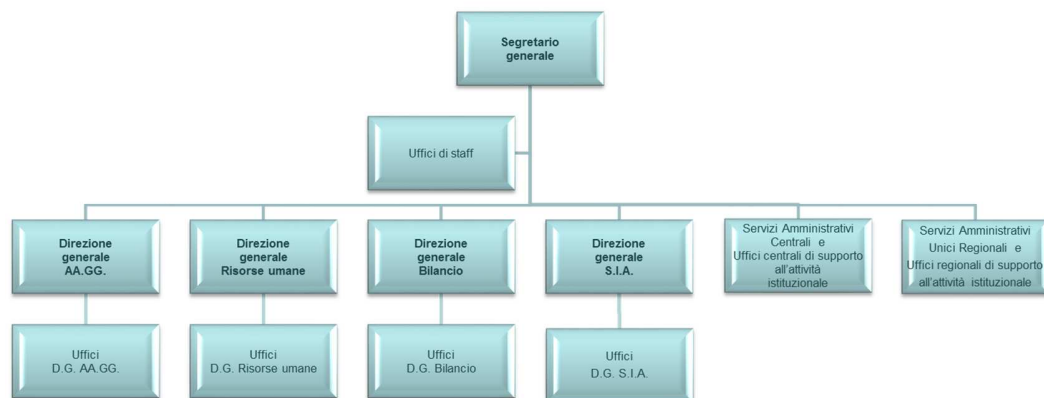 Segretario
generale
Uffici di staff
Direzione
generale
AA.GG.
Direzione
generale
Risorse umane
Direzione
generale
Bilancio
Direzione
generale
S.I.A.
Servizi Amministrativi
Centrali e
Uffici centrali di supporto
all'attività
istituzionale
Servizi Amministrativi
Unici Regionali e
Uffici regionali di supporto
all'attività istituzionale
Uffici
D.G. AA.GG.
Uffici
D.G. Risorse umane
Uffici
D.G. Bilancio
Uffici
D.G. S.I.A.